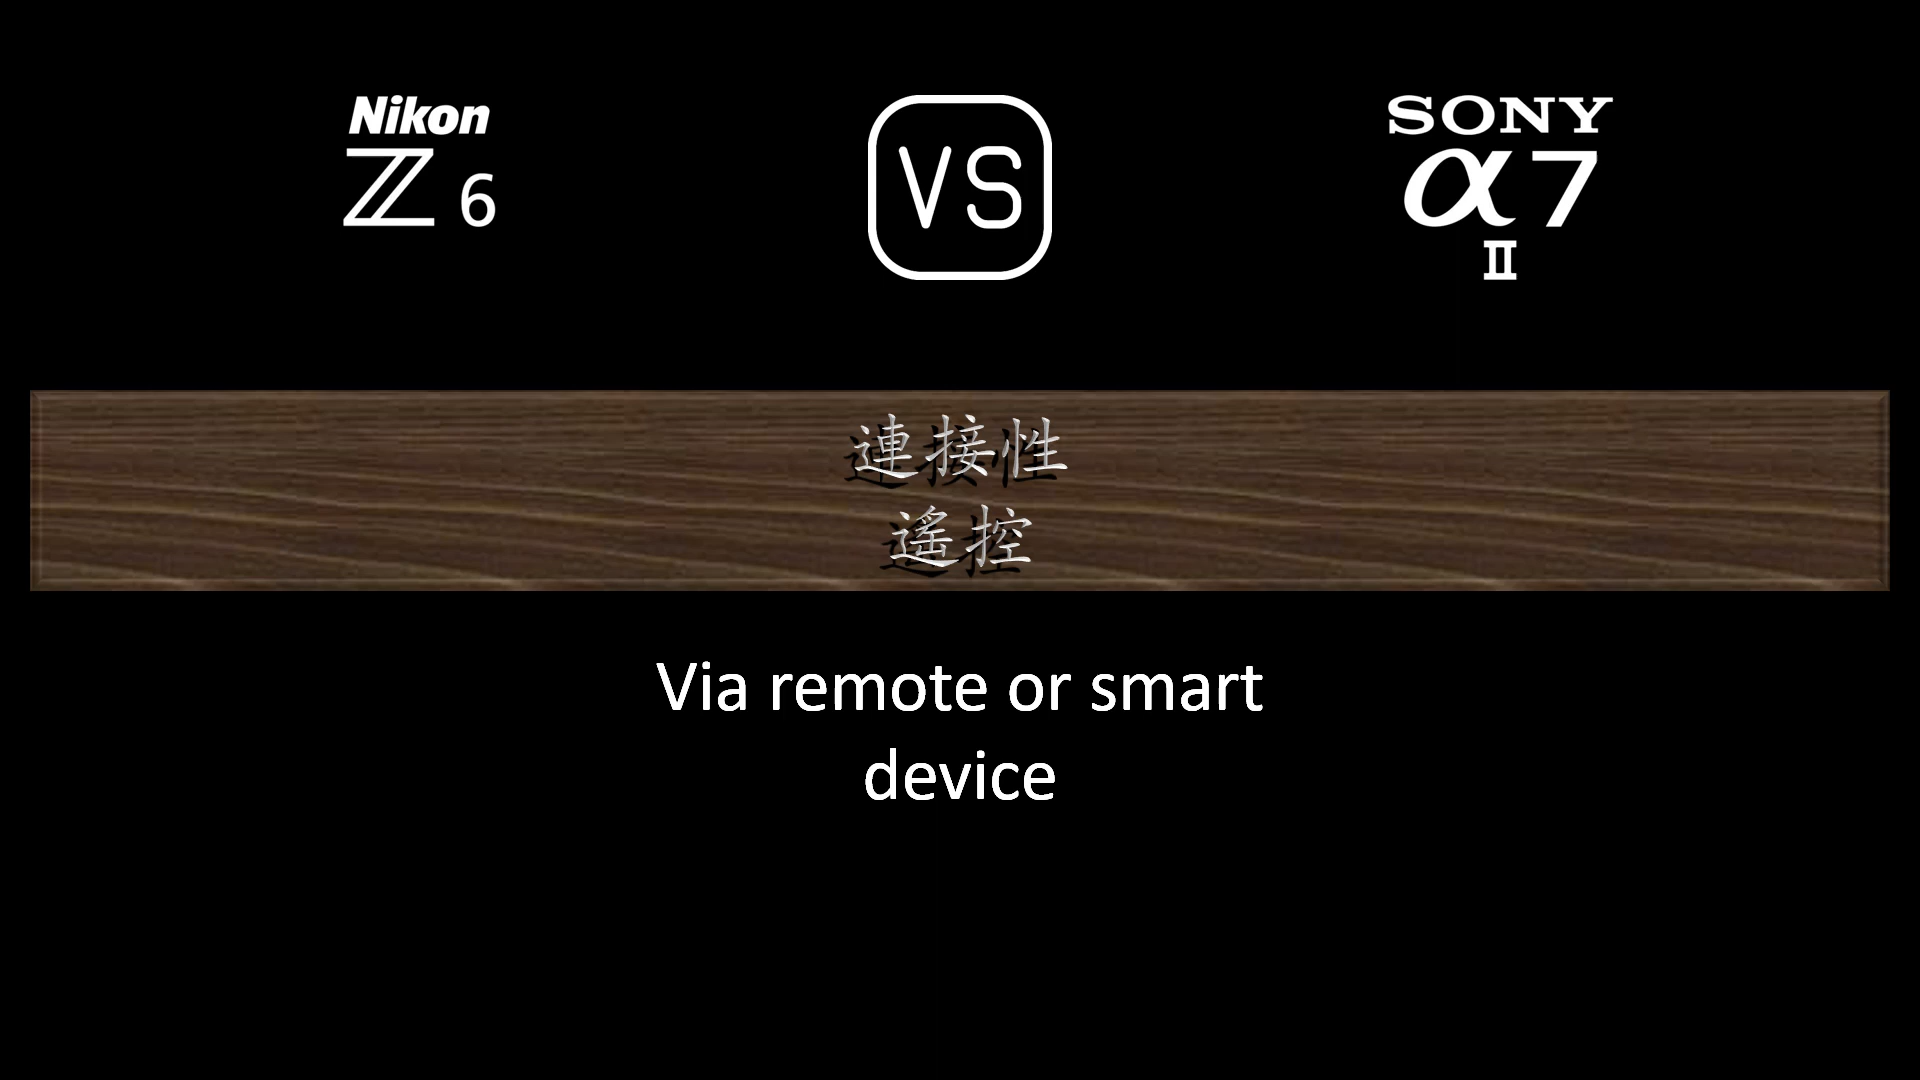 Nikon
Z 6
VS
SONY
α7
II
連接性
遙控
Via remote or smart
device